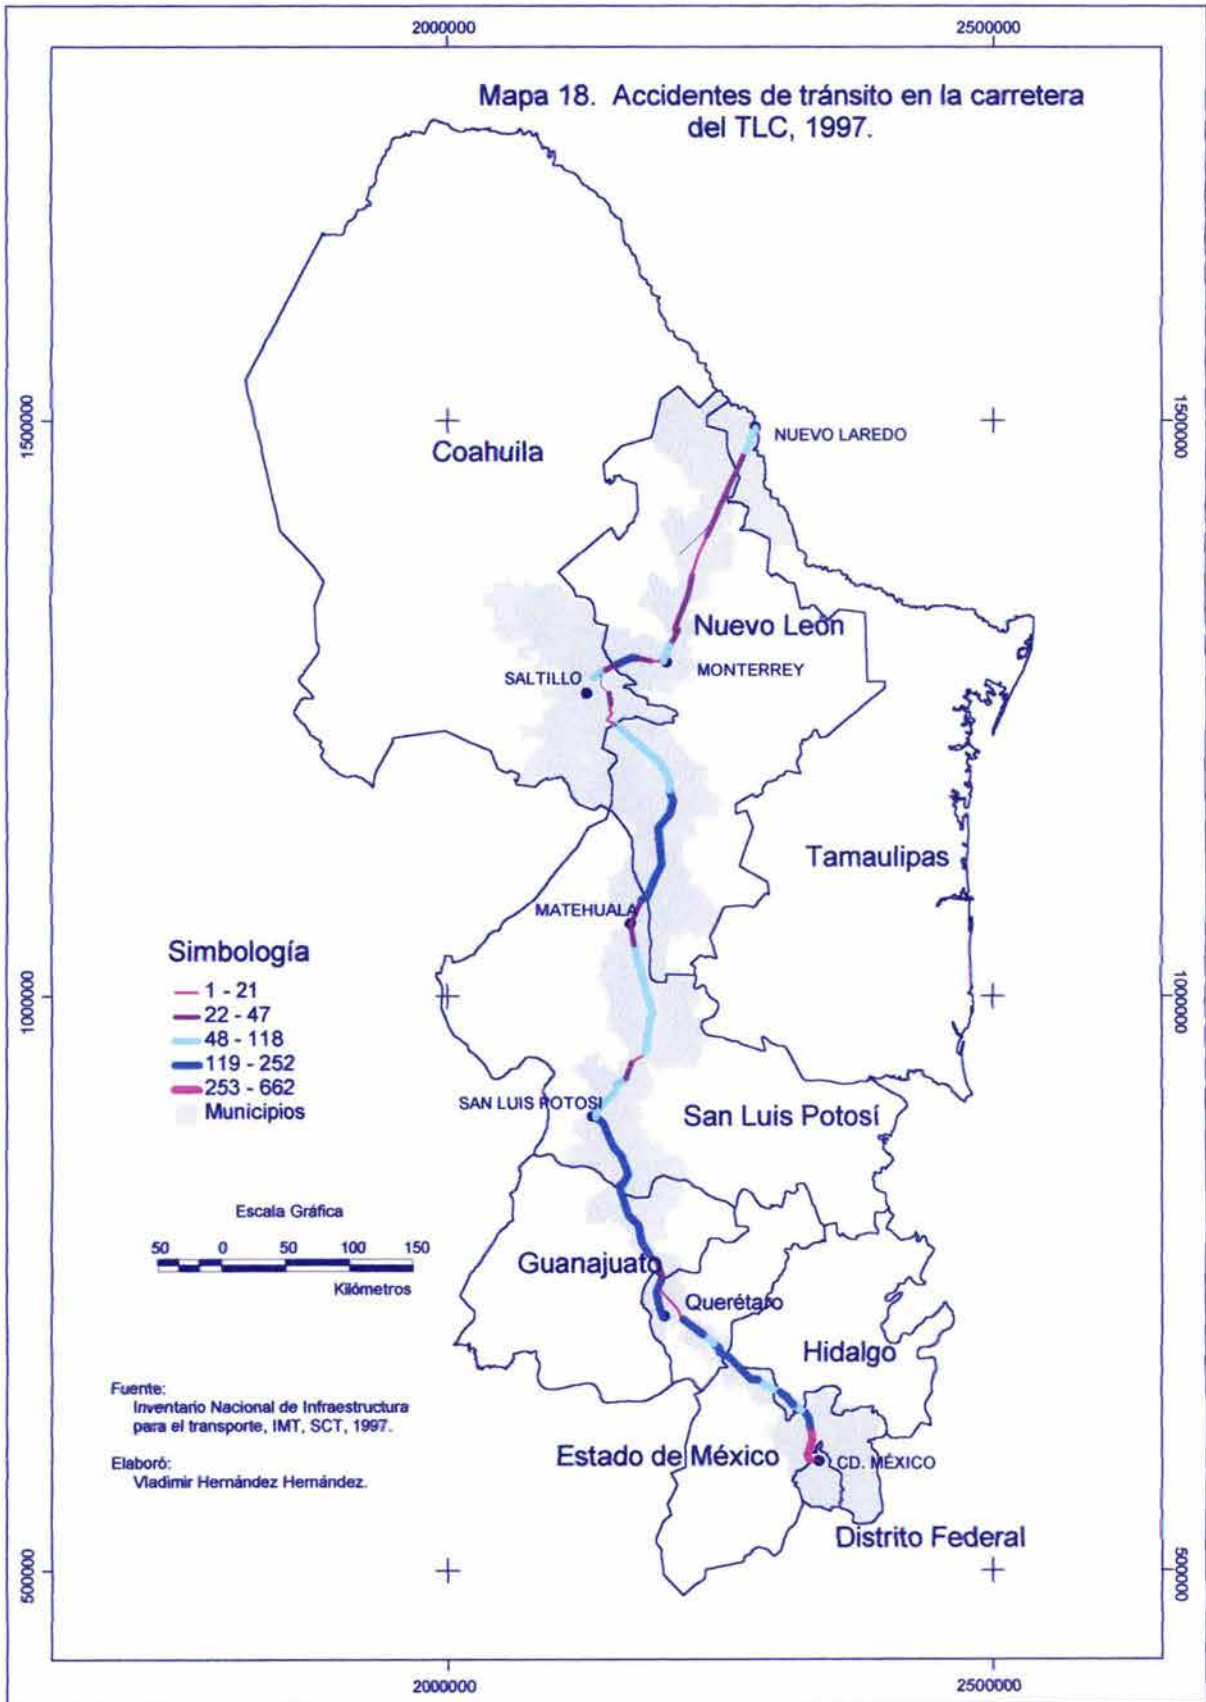 2000000
2500000
Mapa 18. Accidentes de tránsito en la carretera
del TLC, 1997.
1500000
1500000
NUEVO LAREDO
Coahuila
Nuevo León
SALTILLO
MONTERREY
Tamaulipas
MATEHUALA
Simbología
1 - 21
22 - 47
48 - 118
119 - 252
253 - 662
Municipios
1000000
1000000
SAN LUIS POTOSI
San Luis Potosí
Escala Gráfica
50 0 50 100 150
Kilómetros
Guanajuato
Querétaro
Hidalgo
Fuente:
Inventario Nacional de Infraestructura
para el transporte, IMT, SCT, 1997.
Estado de México
CD. MÉXICO
Elaboró:
Vladimir Hernández Hernández.
Distrito Federal
500000
500000
2000000
2500000